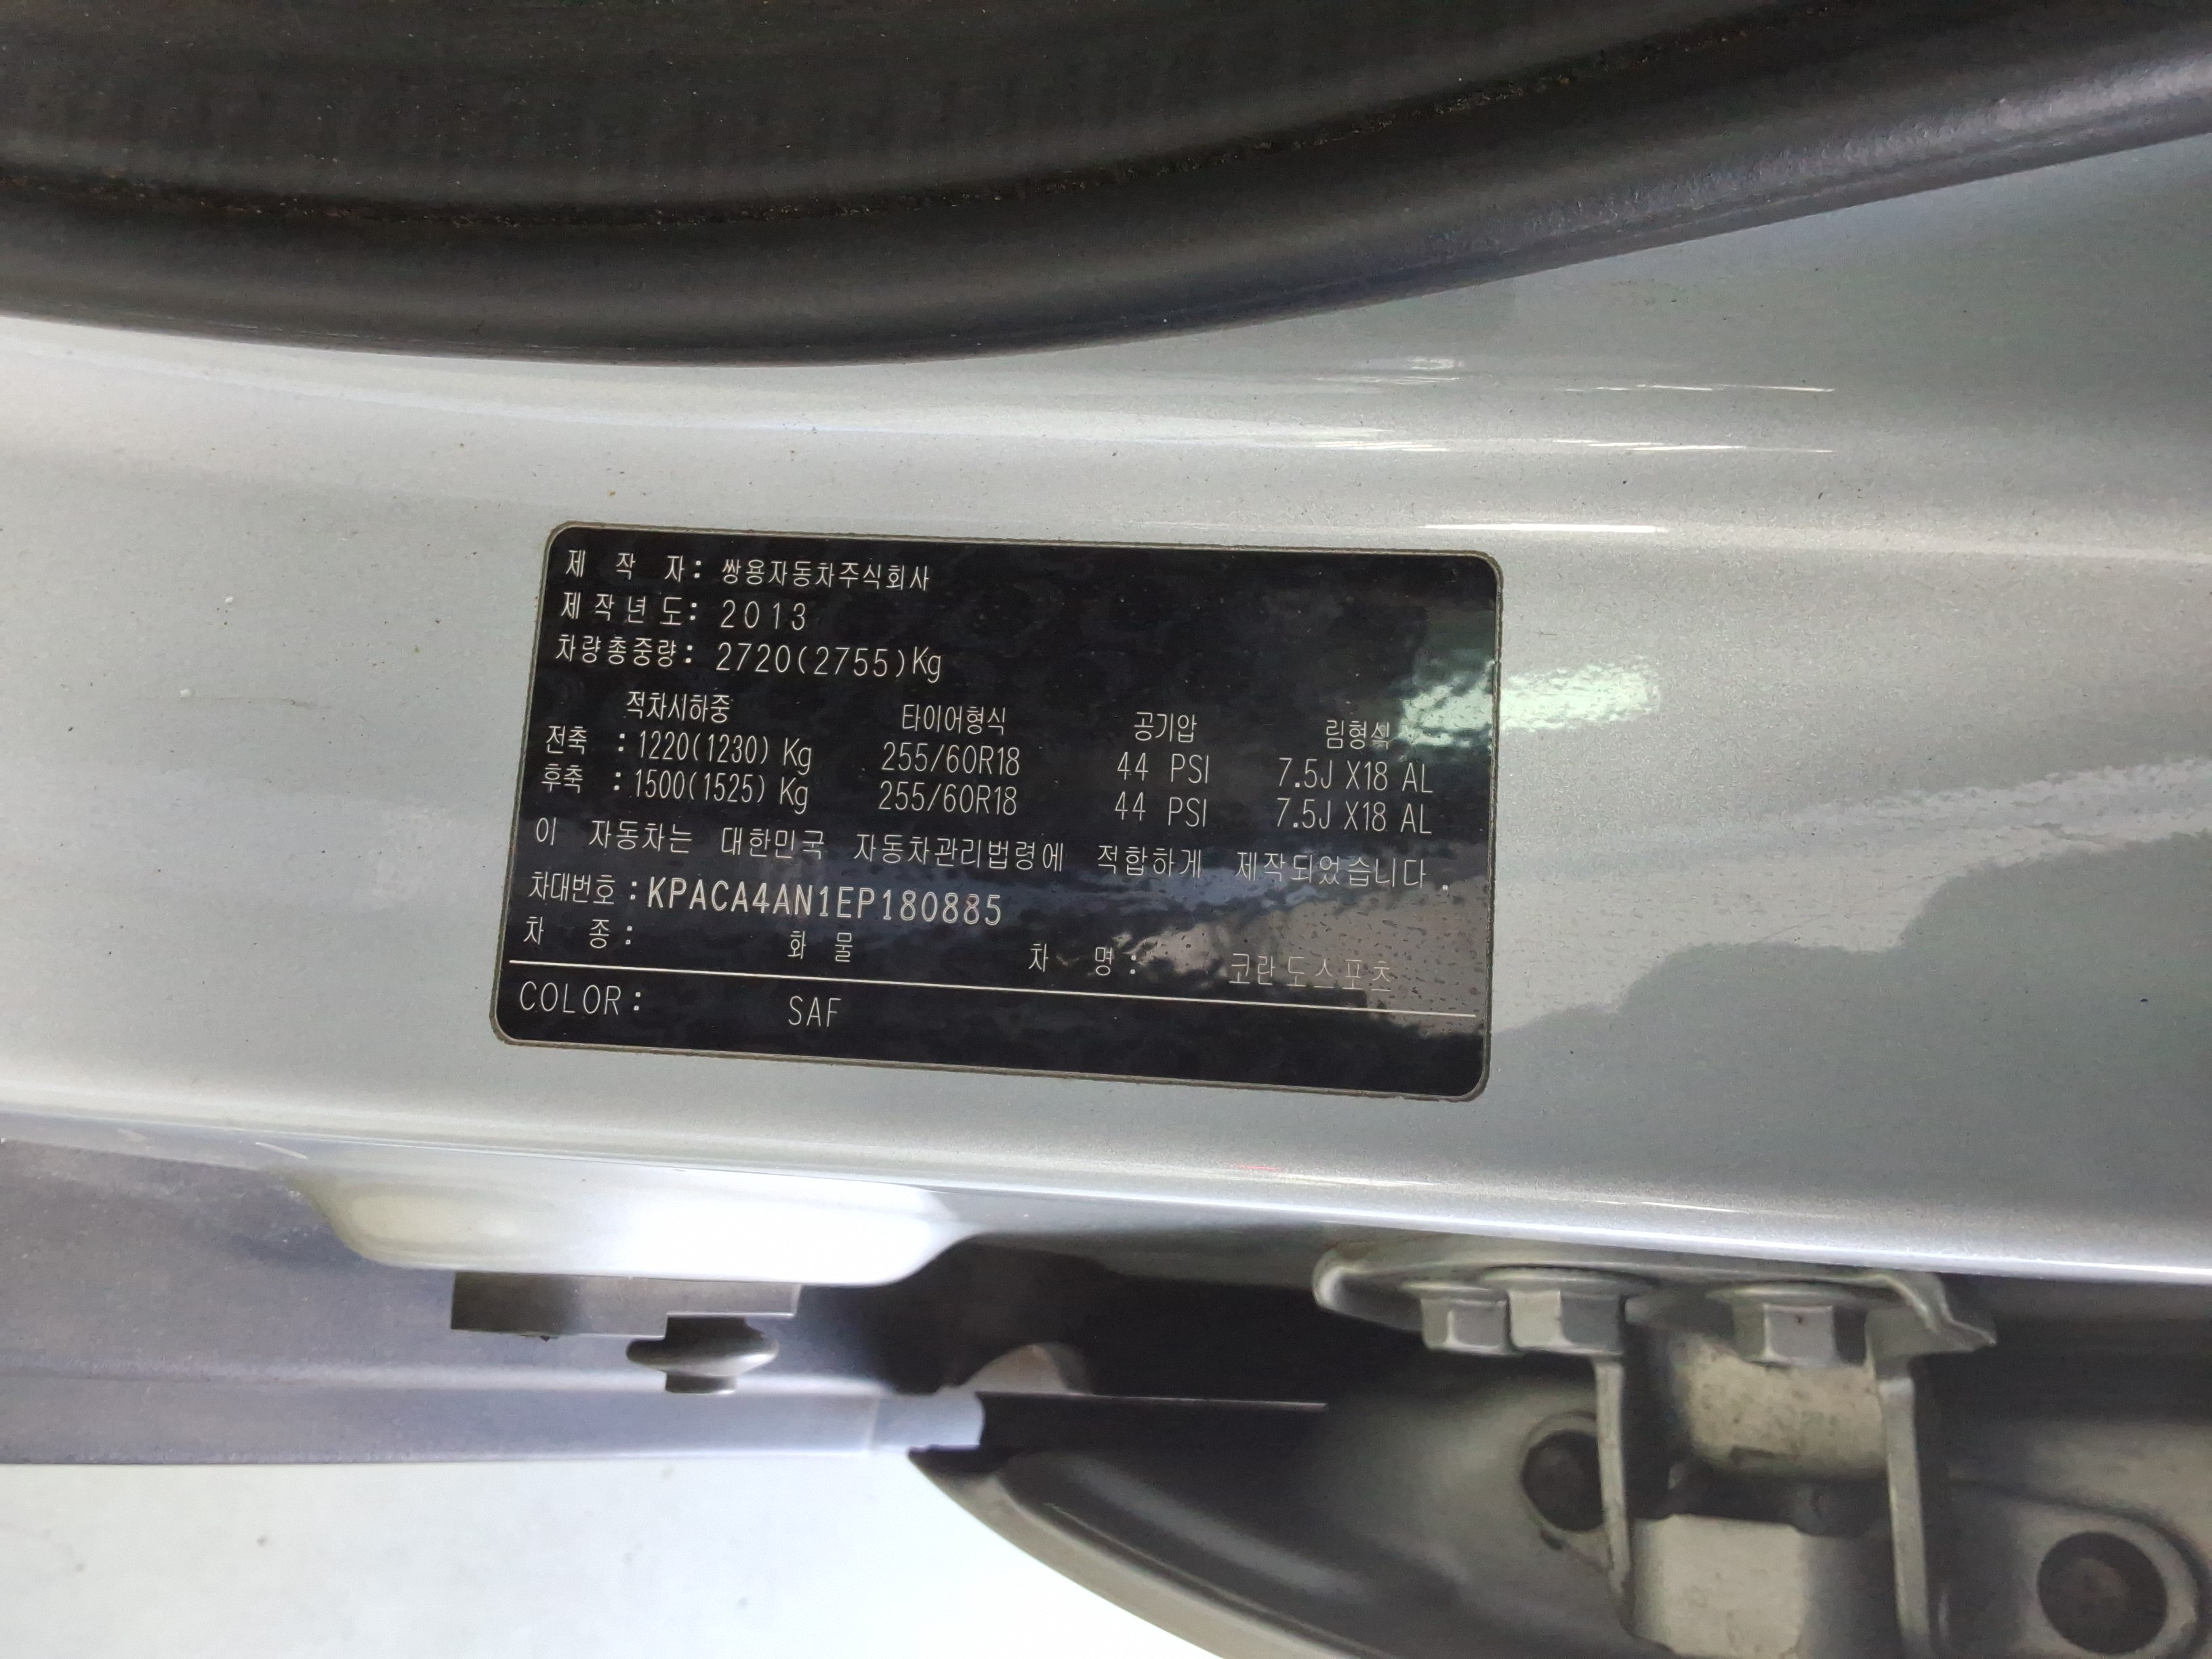 제 작 자: 쌍용자동차주식회사
제작년도: 2013
차량총중량: 2720(2755)Kg
적차시하중 타이어형식 공기압 림형식
전축 : 1220(1230) Kg 255/60R18 44 PSI 7.5J X18 AL
후축 : 1500(1525) Kg 255/60R18 44 PSI 7.5J X18 AL
이 자동차는 대한민국 자동차관리법령에 적합하게 제작되었습니다.
차대번호:KPACA4AN1EP180885
차 종: 화 물 차 명: 코란도스포츠
COLOR: SAF